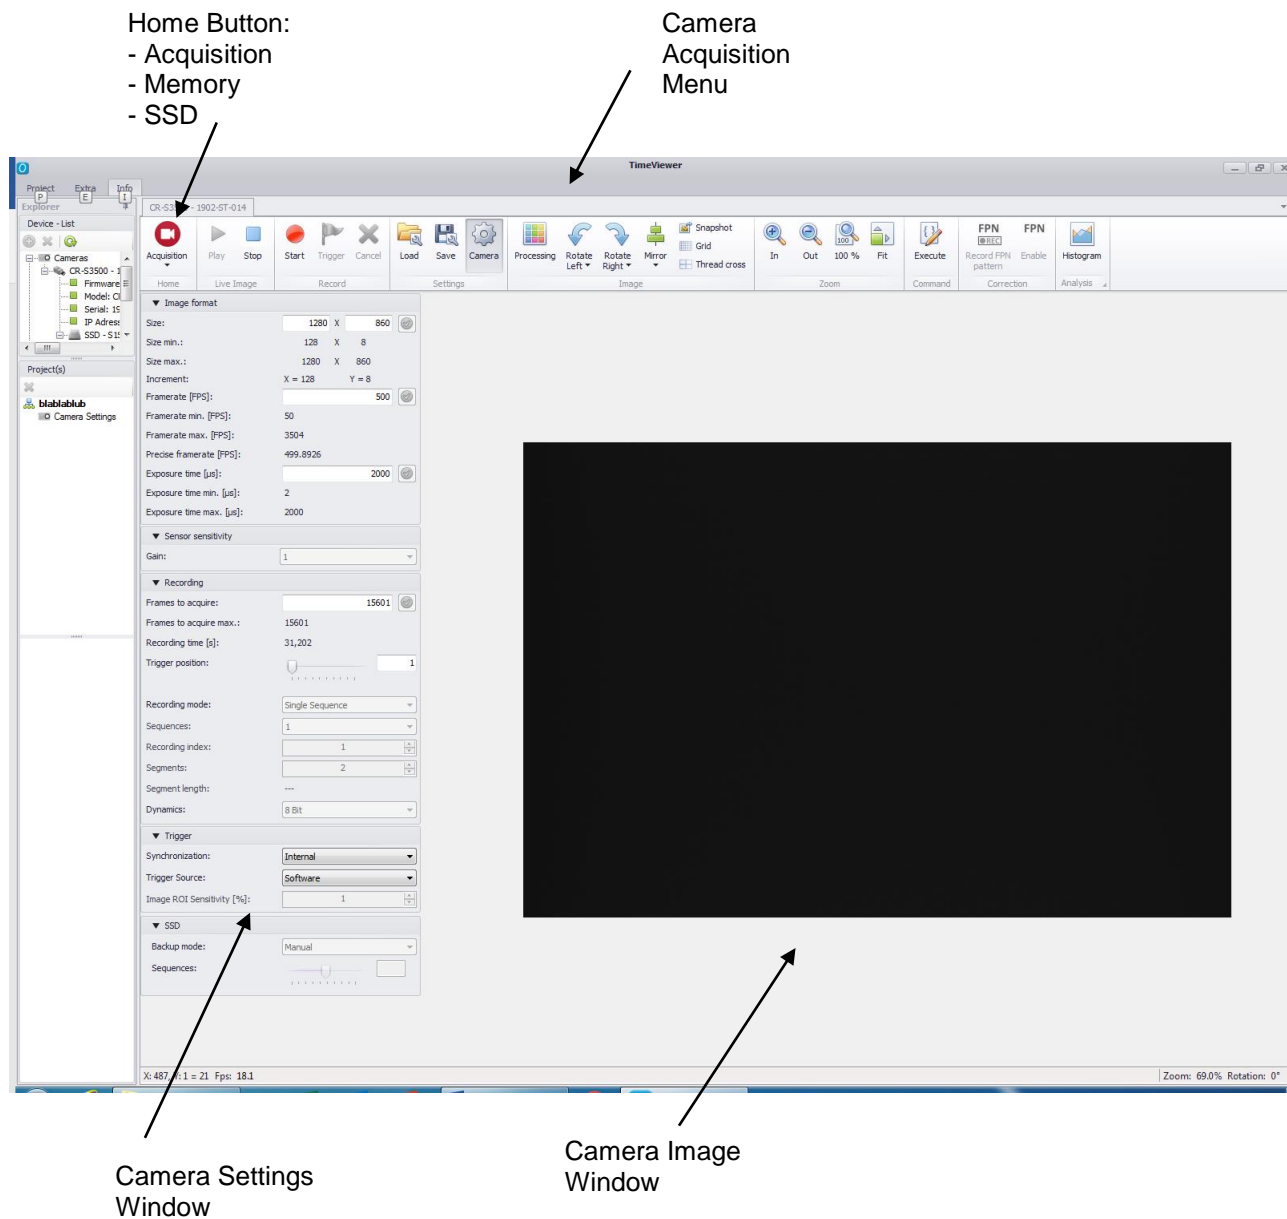 Home Button:
- Acquisition
- Memory
- SSD
Camera
Acquisition
Menu
TimeViewer
Project Extra Info
P E I
Explorer
Device - List
Cameras
CR-S3500 - 1
Firmware
Model: C
Serial: 19
IP Adress
SSD - S1
Project(s)
blablablub
Camera Settings
1902-ST-014
Acquisition Play Stop Start Trigger Cancel Load Save Camera Processing Rotate Left Rotate Right Mirror Snapshot
Grid
Thread cross
In Out 100 % Fit Execute FPN REC Record FPN pattern FPN Enable Histogram
Home Live Image Record Settings Image Zoom Command Correction Analysis
Image format
Size: 1280 X 860
Size min.: 128 X 8
Size max.: 1280 X 860
Increment: X = 128 Y = 8
Framerate [FPS]: 500
Framerate min. [FPS]: 50
Framerate max. [FPS]: 3504
Precise framerate [FPS]: 499.8926
Exposure time [µs]: 2000
Exposure time min. [µs]: 2
Exposure time max. [µs]: 2000
Sensor sensitivity
Gain: 1
Recording
Frames to acquire: 15601
Frames to acquire max.: 15601
Recording time [s]: 31,202
Trigger position: 1
Recording mode: Single Sequence
Sequences: 1
Recording index: 1
Segments: 2
Segment length: ---
Dynamics: 8 Bit
Trigger
Synchronization: Internal
Trigger Source: Software
Image ROI Sensitivity [%]: 1
SSD
Backup mode: Manual
Sequences:
X: 487, Y: 1 = 21 Fps: 18.1
Zoom: 69.0% Rotation: 0°
Camera Settings
Window
Camera Image
Window